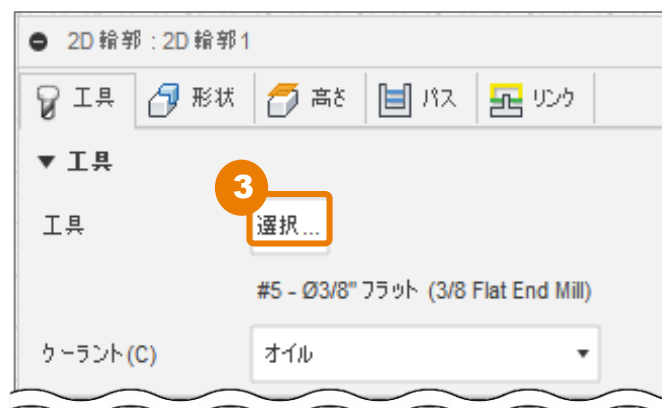 2D 輪郭 : 2D 輪郭1
工具 形状 高さ パス リンク
▼ 工具
3
工具 選択...
#5 - Ø3/8" フラット (3/8 Flat End Mill)
クーラント(C) オイル